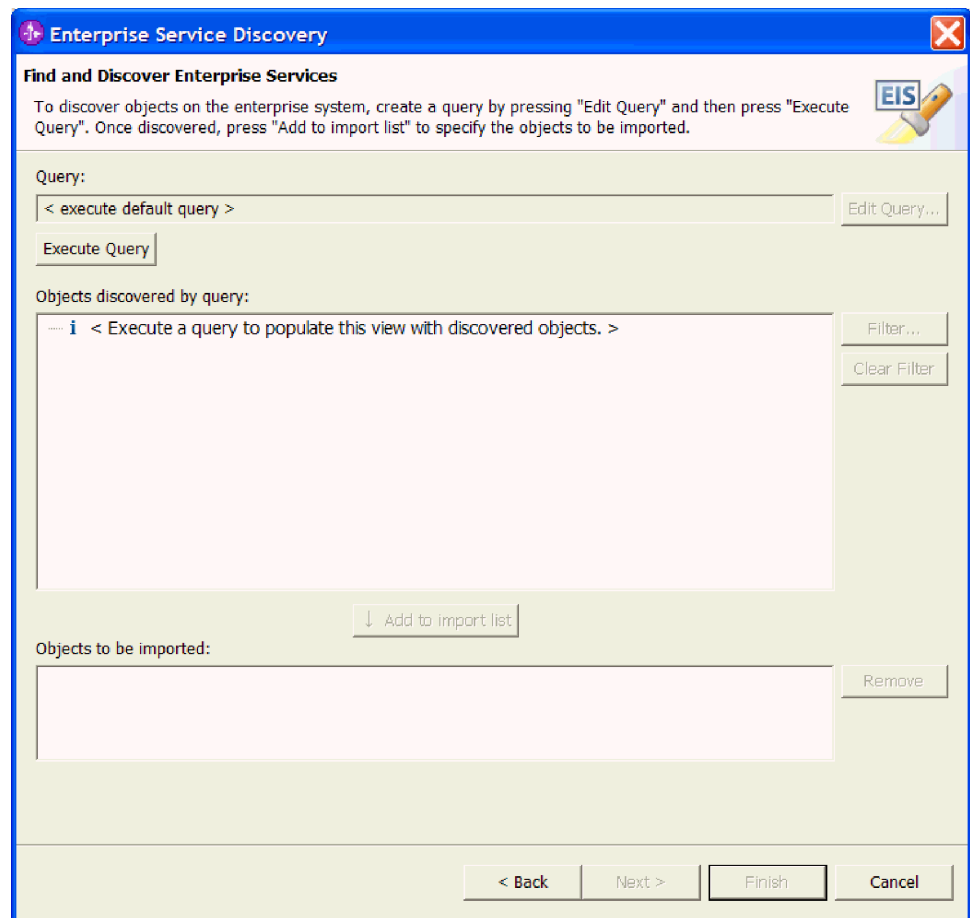 Enterprise Service Discovery
Find and Discover Enterprise Services
To discover objects on the enterprise system, create a query by pressing "Edit Query" and then press "Execute
Query". Once discovered, press "Add to import list" to specify the objects to be imported.
EIS
Query:
< execute default query >
Edit Query...
Execute Query
Objects discovered by query:
i < Execute a query to populate this view with discovered objects. >
Filter...
Clear Filter
↓ Add to import list
Objects to be imported:
Remove
< Back
Next >
Finish
Cancel